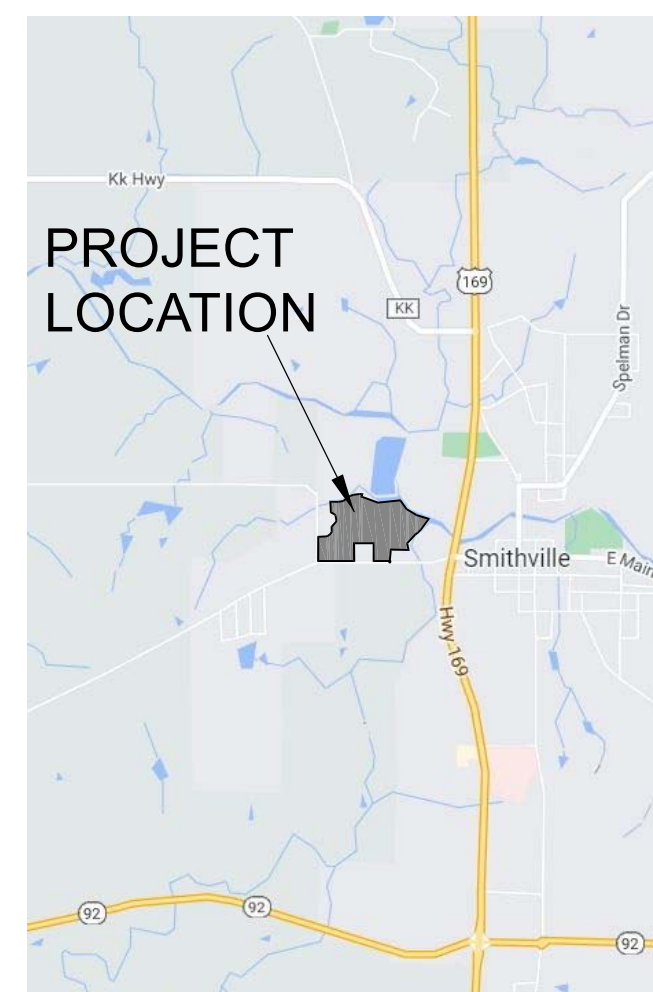 Kk Hwy
PROJECT
LOCATION
169
KK
Spelman Dr
Smithville
E Main
Hwy 169
92
92
92